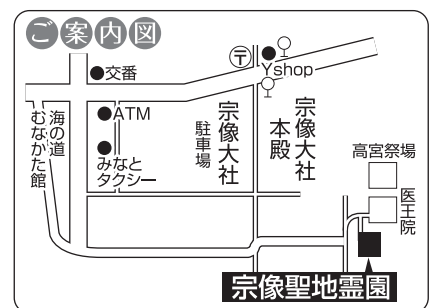 ご案内図
〒
Yshop
交番
ATM
みなと
タクシー
海の道
むなかた館
宗像大社
駐車場
宗像大社
本殿
高宮祭場
医王院
宗像聖地霊園